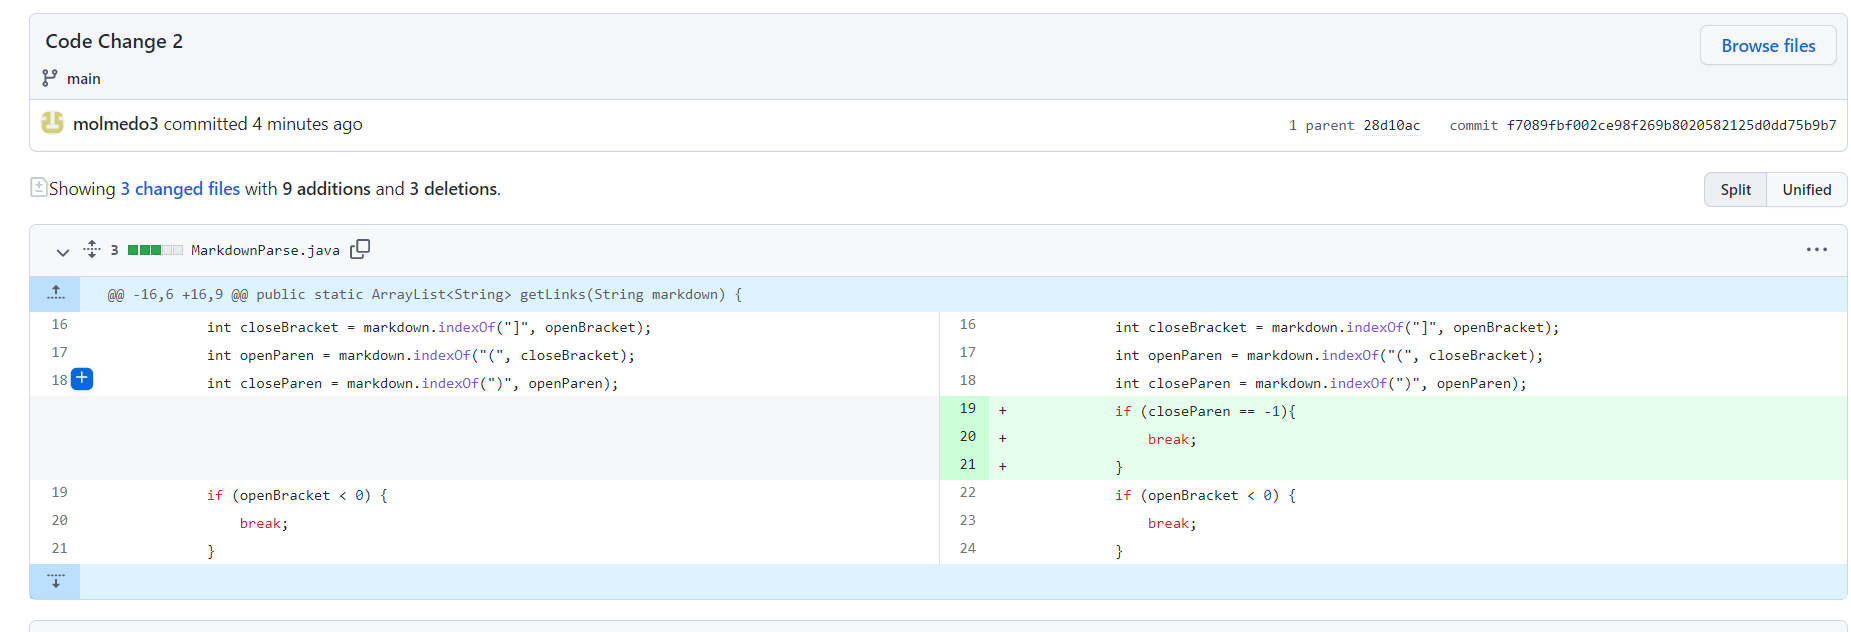 Code Change 2
Browse files
main
molmedo3 committed 4 minutes ago
1 parent 28d10ac commit f7089fbf002ce98f269b8020582125d0dd75b9b7
Showing 3 changed files with 9 additions and 3 deletions.
Split Unified
3 MarkdownParse.java
@@ -16,6 +16,9 @@ public static ArrayList<String> getLinks(String markdown) {
16 int closeBracket = markdown.indexOf("]", openBracket); 16 int closeBracket = markdown.indexOf("]", openBracket);
17 int openParen = markdown.indexOf("(", closeBracket); 17 int openParen = markdown.indexOf("(", closeBracket);
18 + int closeParen = markdown.indexOf(")", openParen); 18 int closeParen = markdown.indexOf(")", openParen);
19 + if (closeParen == -1){
20 + break;
21 + }
19 if (openBracket < 0) { 22 if (openBracket < 0) {
20 break; 23 break;
21 } 24 }